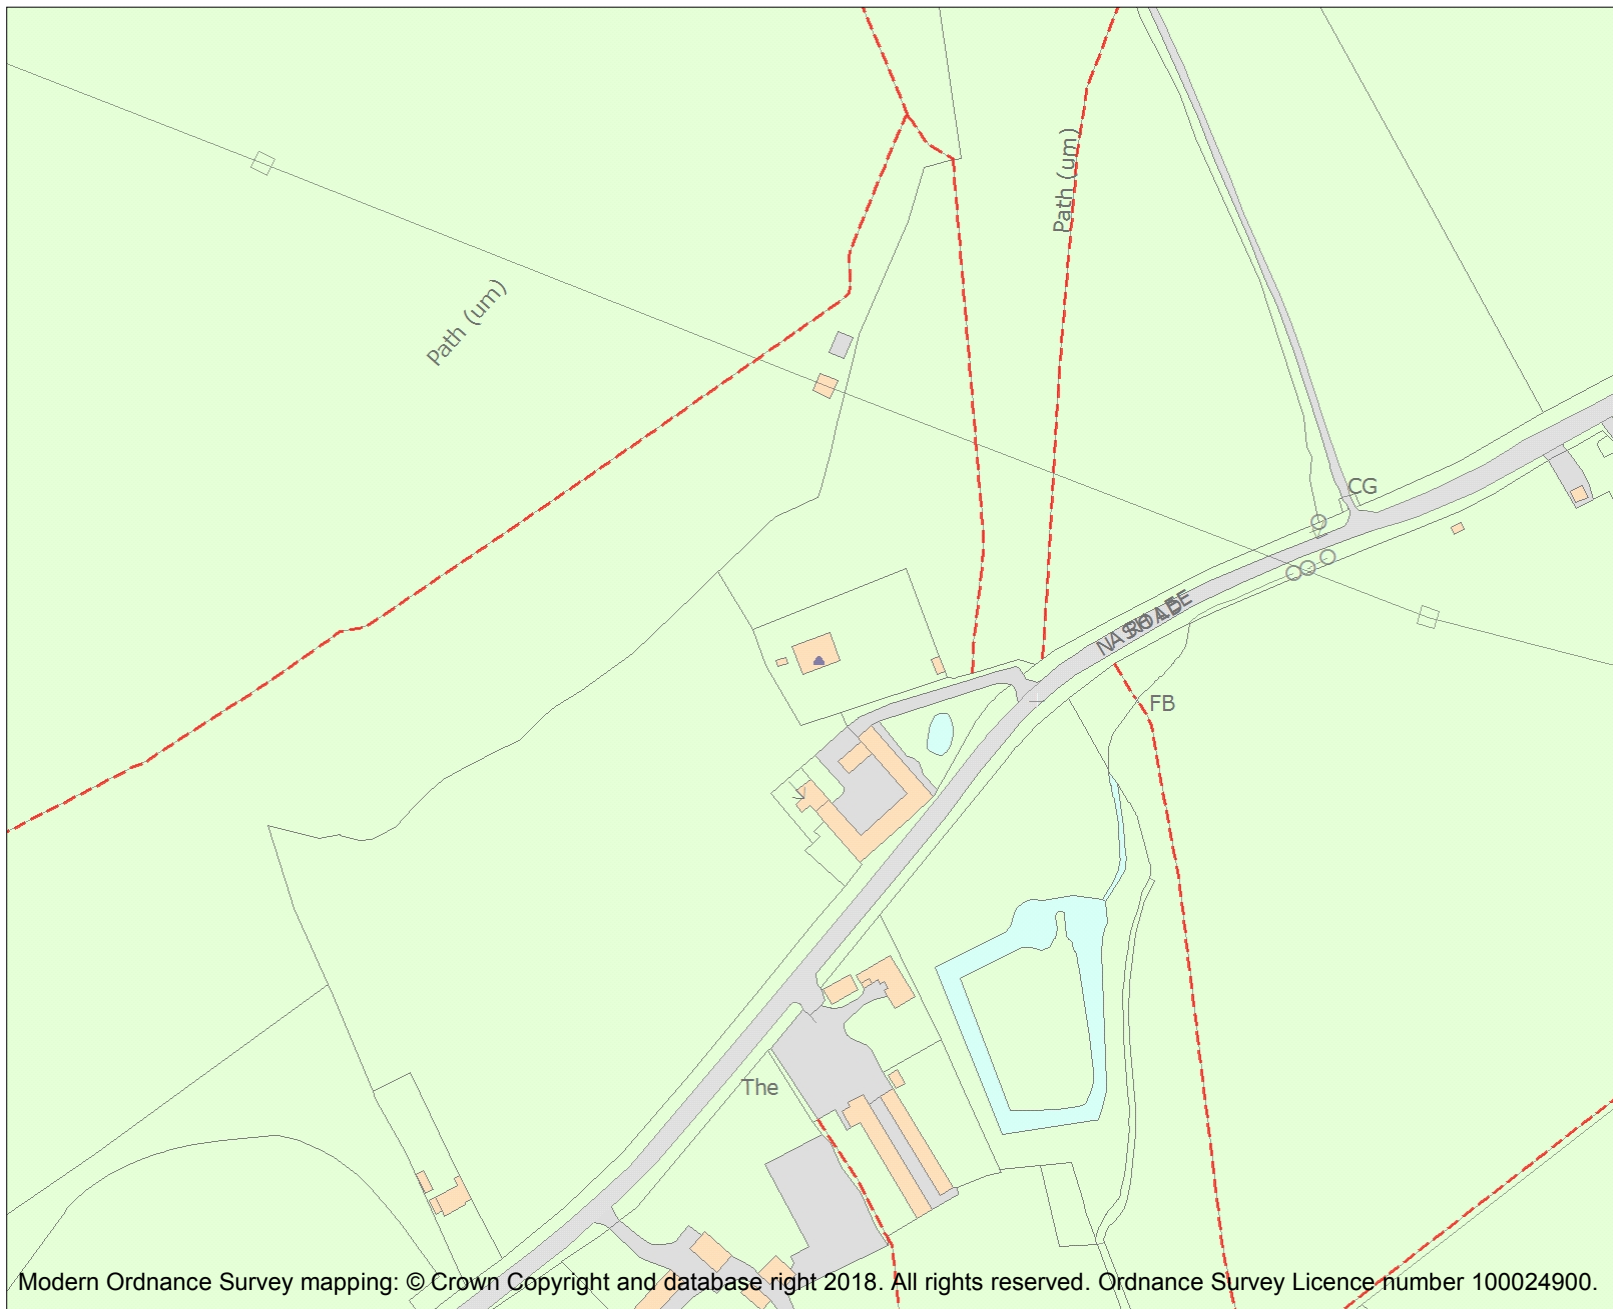 Path (um)
Path (um)
CG
FB
The
Modern Ordnance Survey mapping: © Crown Copyright and database right 2018. All rights reserved. Ordnance Survey Licence number 100024900.